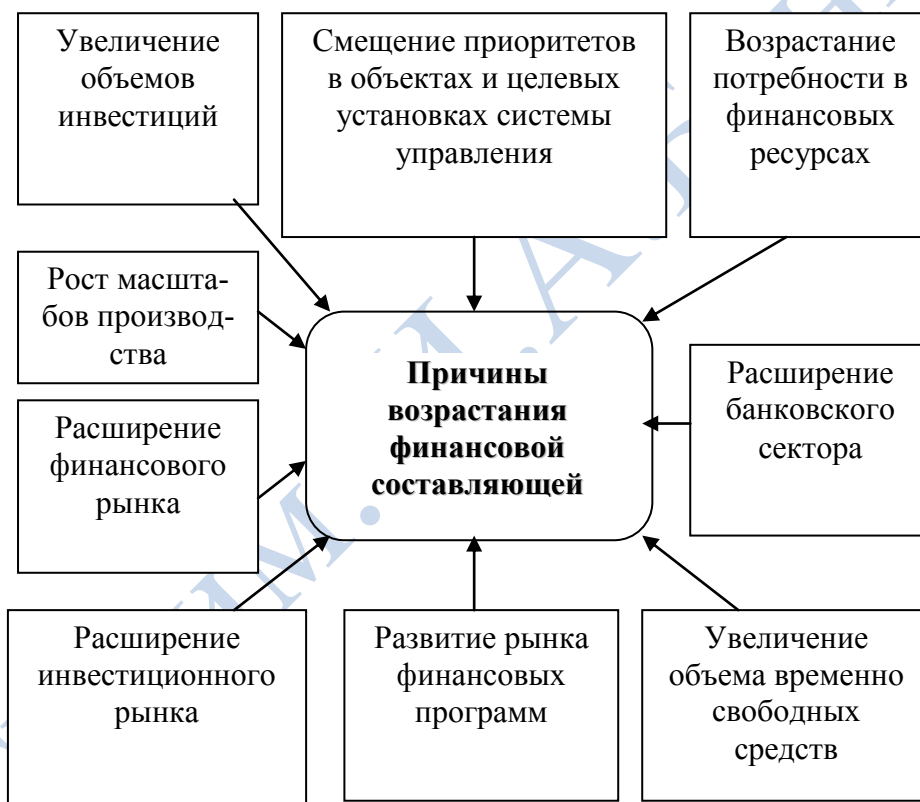 Увеличение
объемов
инвестиций
Смещение приоритетов
в объектах и целевых
установках системы
управления
Возрастание
потребности в
финансовых
ресурсах
Рост масшта-
бов производ-
ства
Причины
возрастания
финансовой
составляющей
Расширение
банковского
сектора
Расширение
финансового
рынка
Расширение
инвестиционного
рынка
Развитие рынка
финансовых
программ
Увеличение
объема временно
свободных
средств